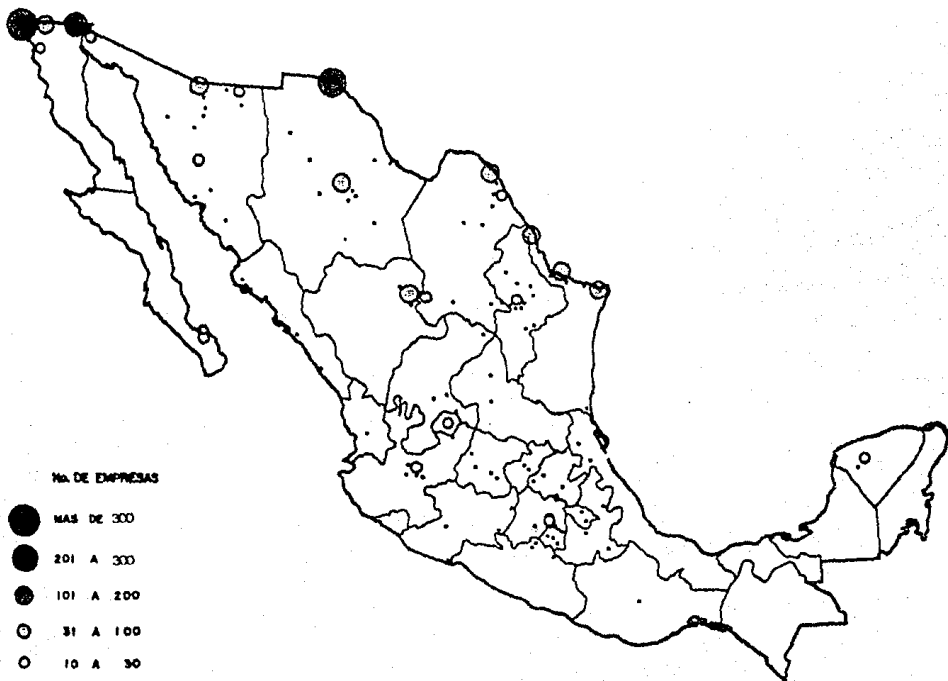 No. DE EMPRESAS
MAS DE 300
201 A 300
101 A 200
31 A 100
10 A 30